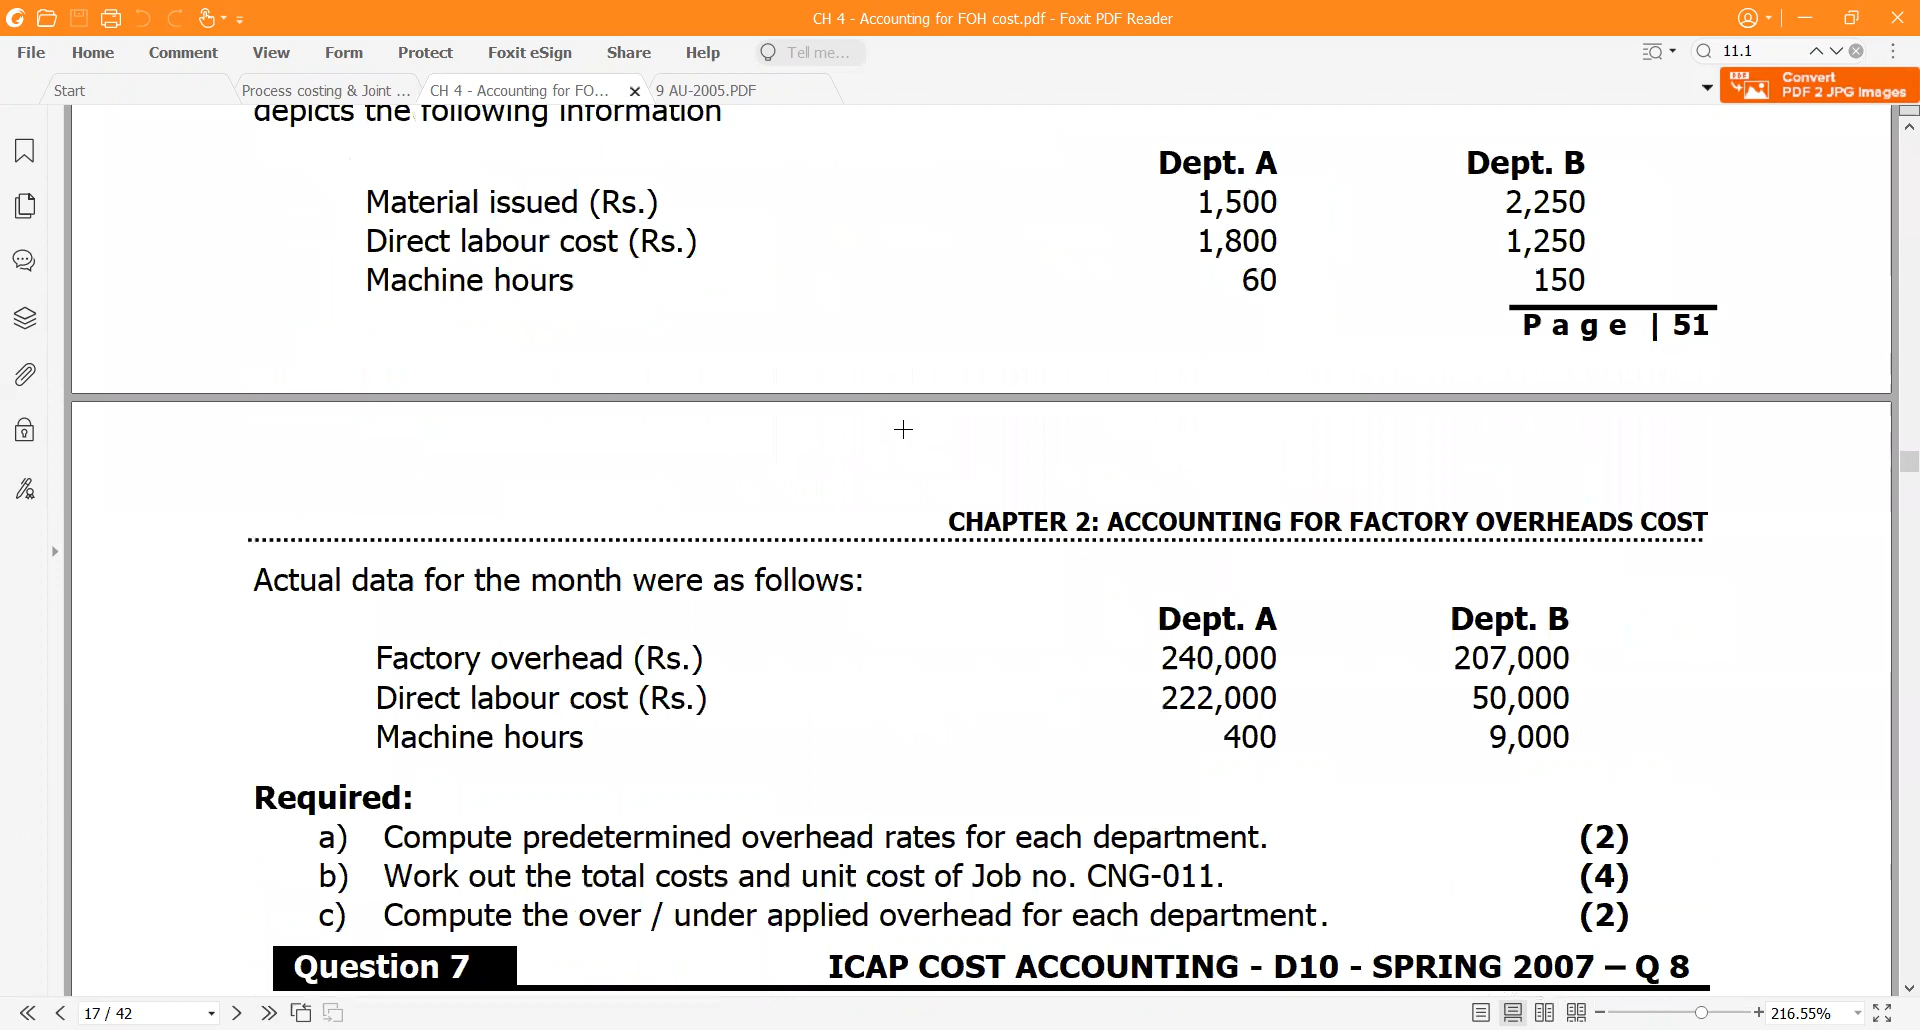 CH 4 - Accounting for FOH cost.pdf - Foxit PDF Reader
File Home Comment View Form Protect Foxit eSign Share Help Tell me... 11.1
Start Process costing & Joint ... CH 4 - Accounting for FO... 9 AU-2005.PDF
Convert
PDF 2 JPG Images
depicts the following information
Dept. A Dept. B
Material issued (Rs.) 1,500 2,250
Direct labour cost (Rs.) 1,800 1,250
Machine hours 60 150
Page | 51
CHAPTER 2: ACCOUNTING FOR FACTORY OVERHEADS COST
Actual data for the month were as follows:
Dept. A Dept. B
Factory overhead (Rs.) 240,000 207,000
Direct labour cost (Rs.) 222,000 50,000
Machine hours 400 9,000
Required:
a) Compute predetermined overhead rates for each department. (2)
b) Work out the total costs and unit cost of Job no. CNG-011. (4)
c) Compute the over / under applied overhead for each department. (2)
Question 7 ICAP COST ACCOUNTING - D10 - SPRING 2007 – Q 8
17 / 42 216.55%